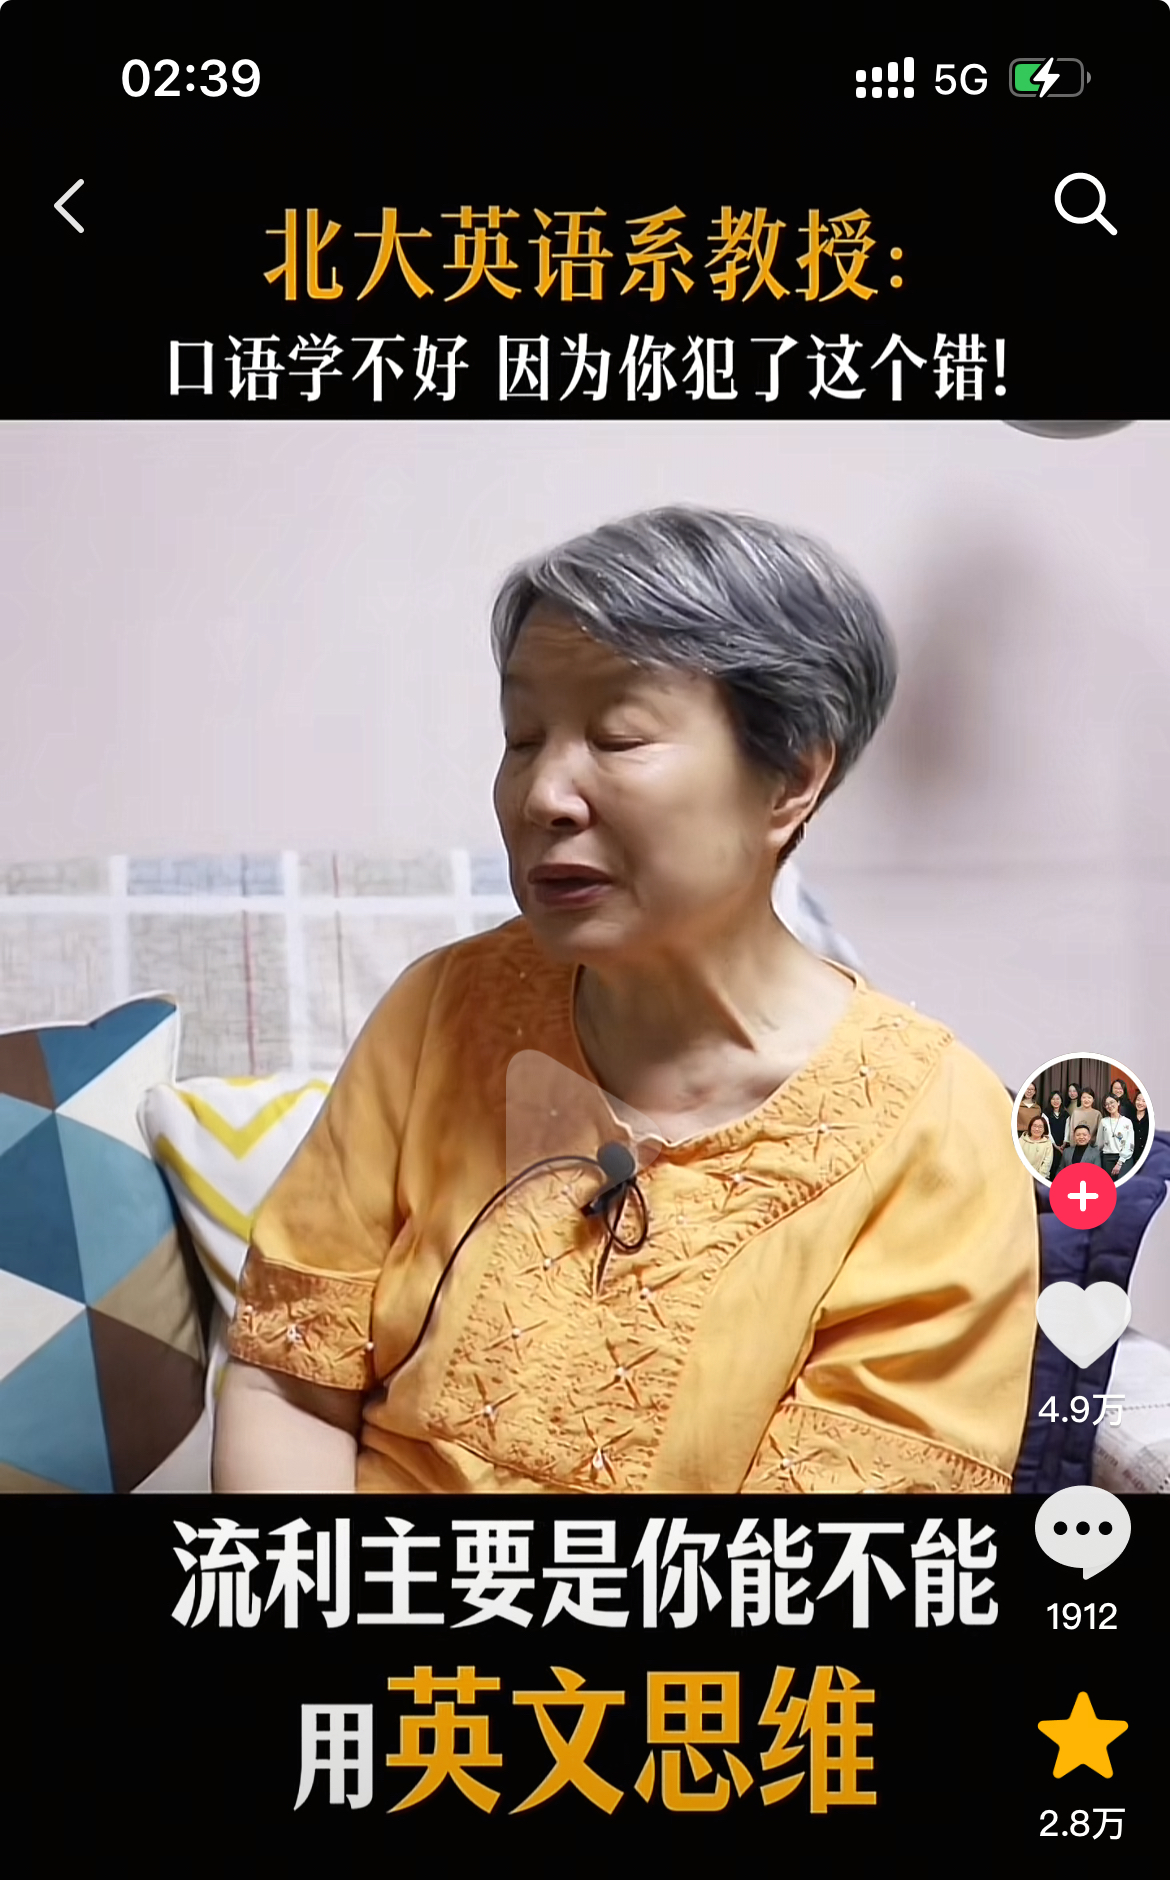 02:39
5G
北大英语系教授:
口语学不好 因为你犯了这个错!
4.9万
流利主要是你能不能
1912
用英文思维
2.8万